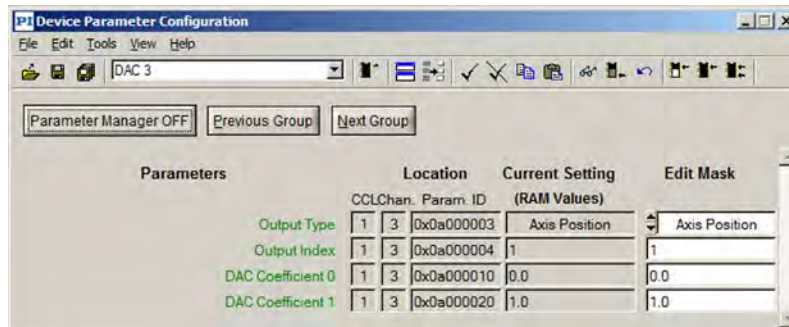 PI Device Parameter Configuration
File Edit Tools View Help
DAC 3
Parameter Manager OFF Previous Group Next Group
Parameters Location Current Setting Edit Mask
CCL Chan. Param. ID (RAM Values)
Output Type 1 3 0x0a000003 Axis Position Axis Position
Output Index 1 3 0x0a000004 1 1
DAC Coefficient 0 1 3 0x0a000010 0.0 0.0
DAC Coefficient 1 1 3 0x0a000020 1.0 1.0